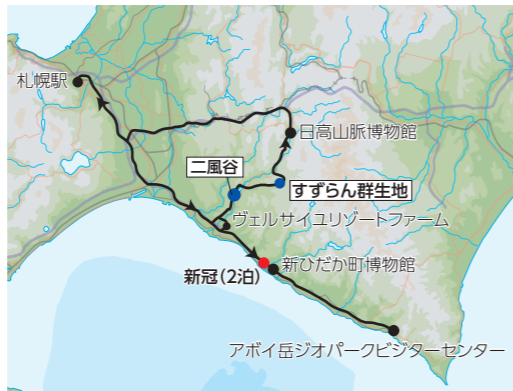 札幌駅
日高山脈博物館
二風谷
すずらん群生地
ヴェルサイユリゾートファーム
新冠(2泊)
新ひだか町博物館
アポイ岳ジオパークビジターセンター